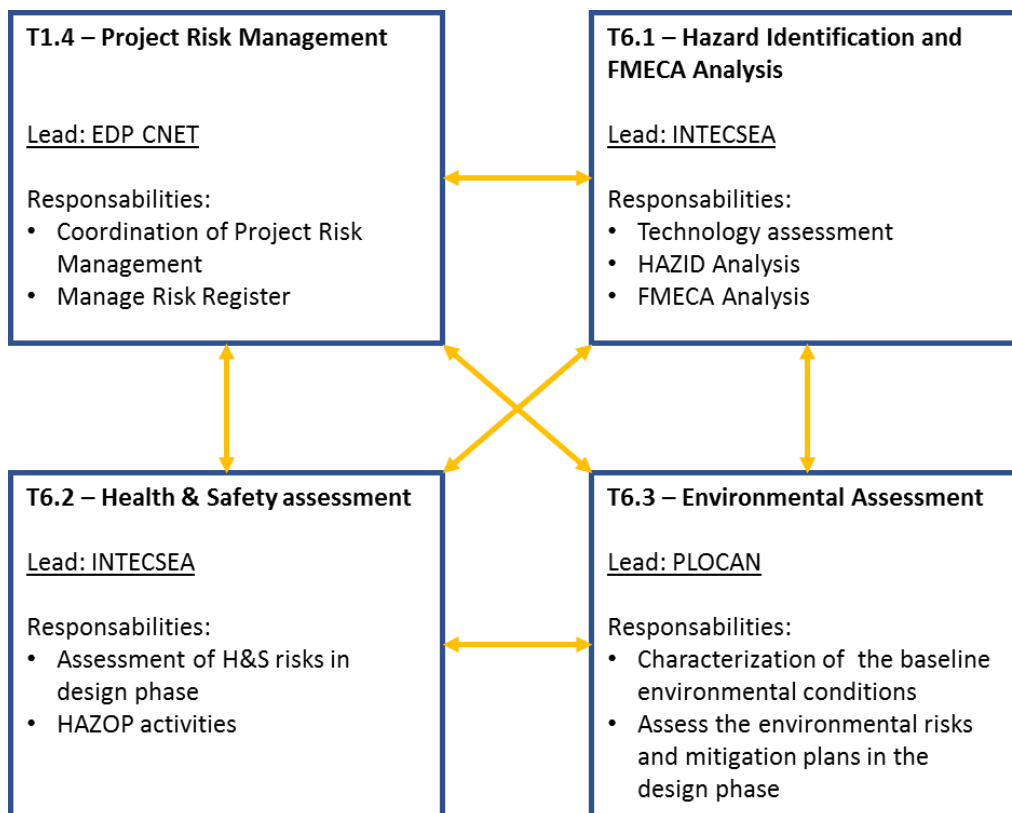 T1.4 – Project Risk Management
Lead: EDP CNET
Responsabilities:
• Coordination of Project Risk
Management
• Manage Risk Register
T6.1 – Hazard Identification and
FMECA Analysis
Lead: INTECSEA
Responsabilities:
• Technology assessment
• HAZID Analysis
• FMECA Analysis
T6.2 – Health & Safety assessment
Lead: INTECSEA
Responsabilities:
• Assessment of H&S risks in
design phase
• HAZOP activities
T6.3 – Environmental Assessment
Lead: PLOCAN
Responsabilities:
• Characterization of the baseline
environmental conditions
• Assess the environmental risks
and mitigation plans in the
design phase